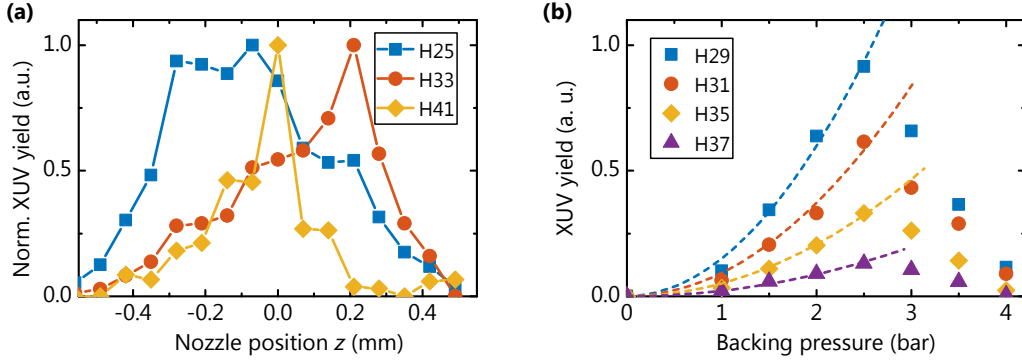 (a)
Norm. XUV yield (a.u.)
1.0
0.5
0.0
-0.4
-0.2
0.0
0.2
0.4
Nozzle position z (mm)
H25
H33
H41
(b)
XUV yield (a. u.)
1.0
0.5
0.0
0
1
2
3
4
Backing pressure (bar)
H29
H31
H35
H37